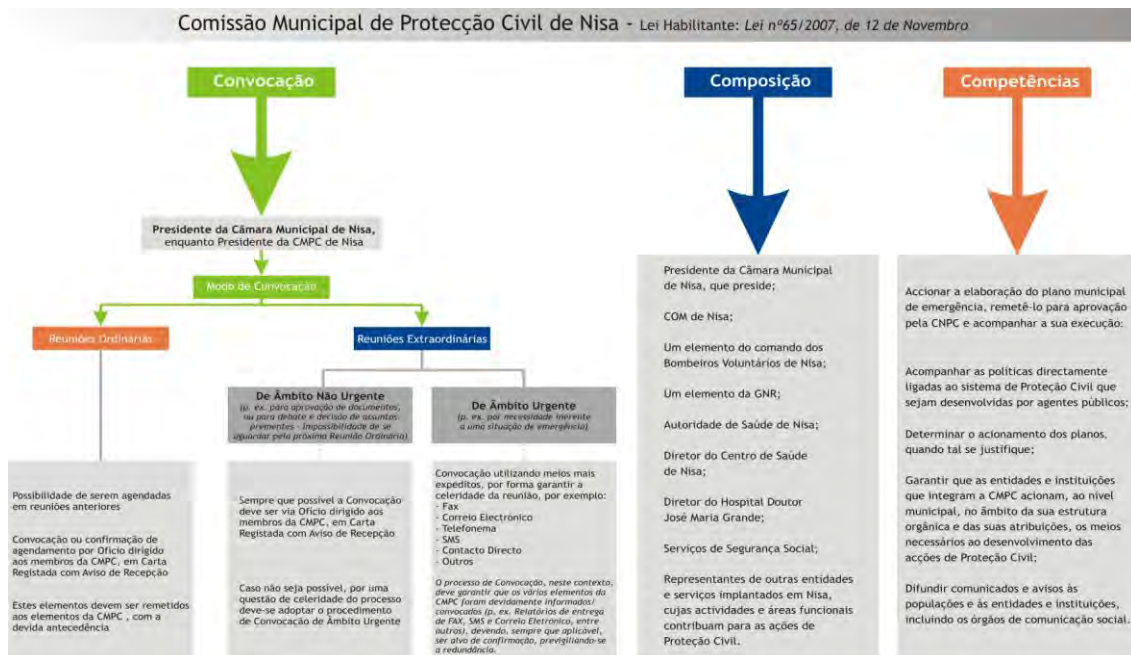 Comissão Municipal de Protecção Civil de Nisa - Lei Habilitante: Lei nº65/2007, de 12 de Novembro
Convocação
Presidente da Câmara Municipal de Nisa,
enquanto Presidente da CMPC de Nisa
Modo de Convocação
Reuniões Ordinárias
Possibilidade de serem agendadas
em reuniões anteriores
Convocação ou confirmação de
agendamento por Ofício dirigido
aos membros da CMPC, em Carta
Registada com Aviso de Recepção
Estes elementos devem ser remetidos
aos elementos da CMPC , com a
devida antecedência
Reuniões Extraordinárias
De Âmbito Não Urgente
(p. ex. para aprovação de documentos,
ou para debate e decisão de assuntos
prementes - impossibilidade de se
aguardar pela próxima Reunião Ordinária)
Sempre que possível a Convocação
deve ser via Ofício dirigido aos
membros da CMPC, em Carta
Registada com Aviso de Recepção
Caso não seja possível, por uma
questão de celeridade do processo
deve-se adoptar o procedimento
de Convocação de Âmbito Urgente
De Âmbito Urgente
(p. ex. por necessidade inerente
a uma situação de emergência)
Convocação utilizando meios mais
expeditos, por forma garantir a
celeridade da reunião, por exemplo:
- Fax
- Correio Electrónico
- Telefonema
- SMS
- Contacto Directo
- Outros
O processo de Convocação, neste contexto,
deve garantir que os vários elementos da
CMPC foram devidamente informados/
convocados (p. ex. Relatórios de entrega
de FAX, SMS e Correio Eletrónico, entre
outros), devendo, sempre que aplicável,
ser alvo de confirmação, previgiliando-se
a redundância.
Composição
Presidente da Câmara Municipal
de Nisa, que preside;
COM de Nisa;
Um elemento do comando dos
Bombeiros Voluntários de Nisa;
Um elemento da GNR;
Autoridade de Saúde de Nisa;
Diretor do Centro de Saúde
de Nisa;
Diretor do Hospital Doutor
José Maria Grande;
Serviços de Segurança Social;
Representantes de outras entidades
e serviços implantados em Nisa,
cujas actividades e áreas funcionais
contribuam para as ações de
Proteção Civil.
Competências
Accionar a elaboração do plano municipal
de emergência, remetê-lo para aprovação
pela CNPC e acompanhar a sua execução:
Acompanhar as politicas directamente
ligadas ao sistema de Proteção Civil que
sejam desenvolvidas por agentes públicos;
Determinar o acionamento dos planos,
quando tal se justifique;
Garantir que as entidades e instituições
que integram a CMPC acionam, ao nível
municipal, no âmbito da sua estrutura
orgânica e das suas atribuições, os meios
necessários ao desenvolvimento das
acções de Proteção Civil;
Difundir comunicados e avisos às
populações e às entidades e instituições,
incluindo os órgãos de comunicação social.